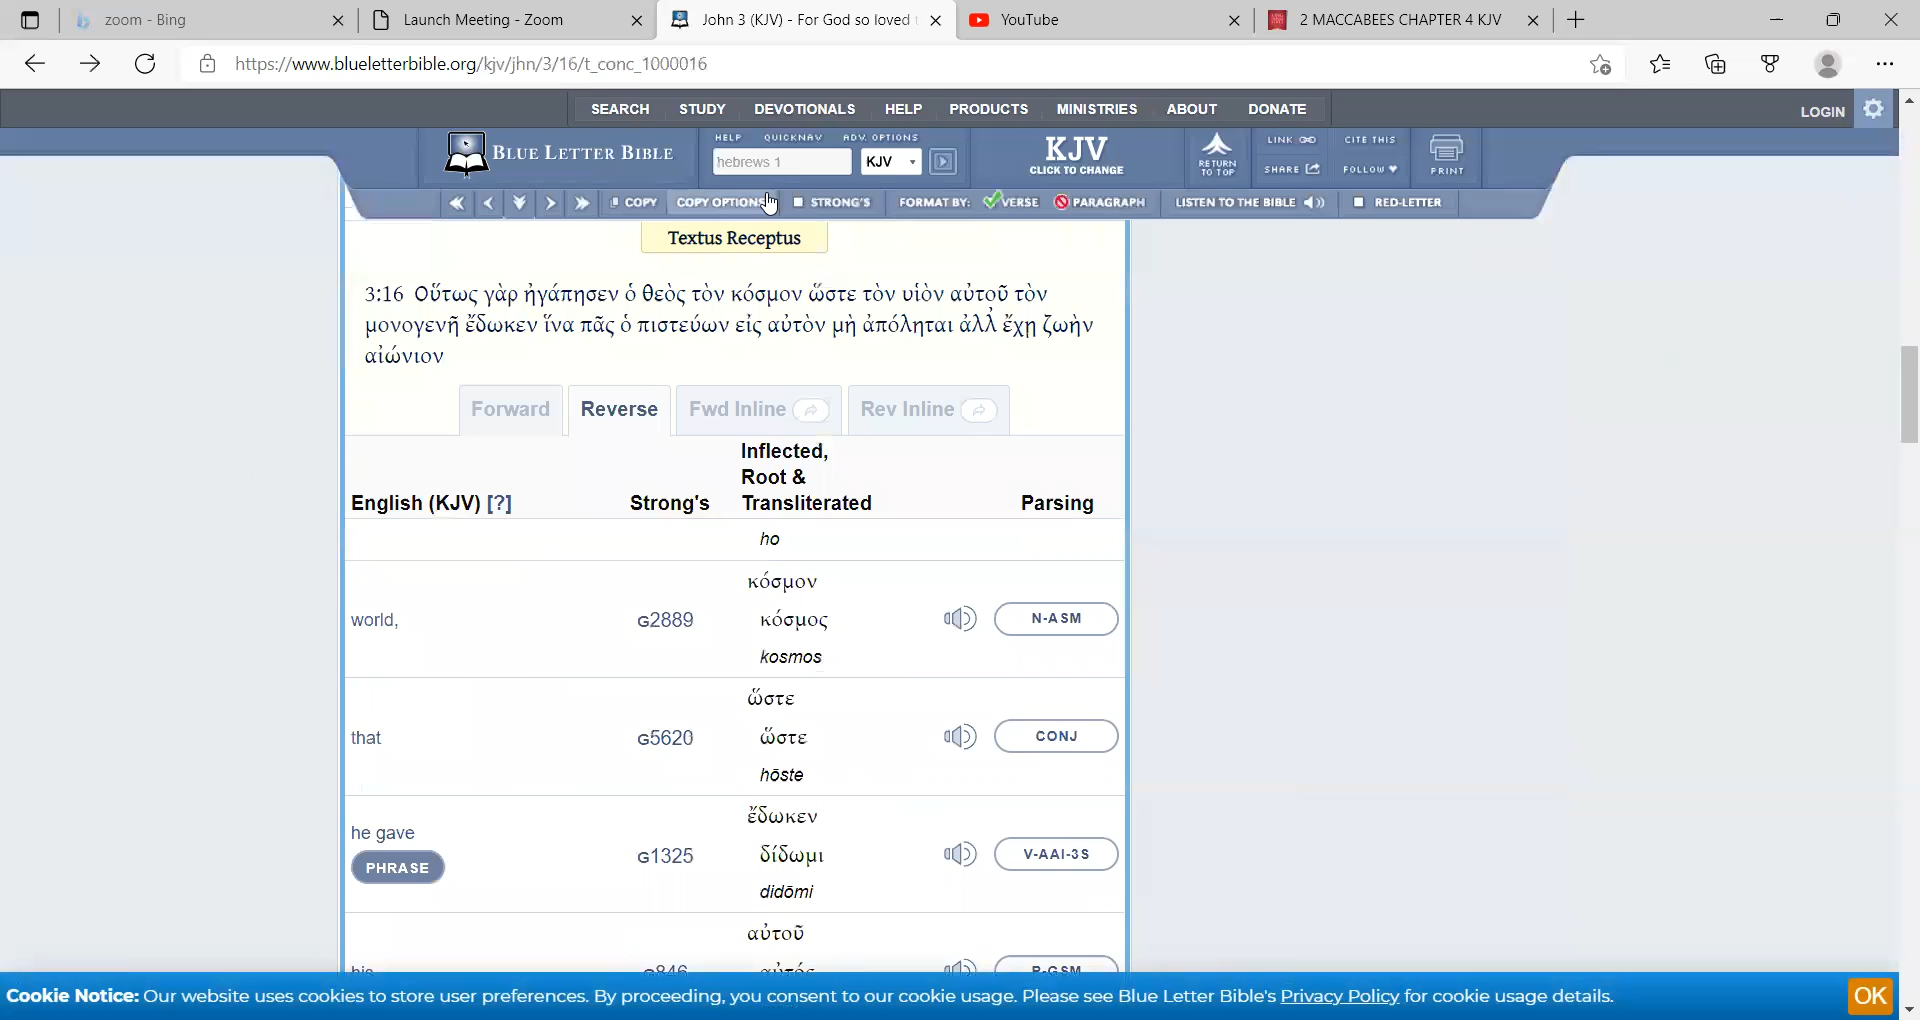 zoom - Bing
Launch Meeting - Zoom
John 3 (KJV) - For God so loved
YouTube
2 MACCABEES CHAPTER 4 KJV
https://www.blueletterbible.org/kjv/jhn/3/16/t_conc_1000016
SEARCH STUDY DEVOTIONALS HELP PRODUCTS MINISTRIES ABOUT DONATE
LOGIN
BLUE LETTER BIBLE
HELP QUICKNAV ADV. OPTIONS
hebrews 1
KJV
KJV
CLICK TO CHANGE
RETURN
TO TOP
LINK
CITE THIS
SHARE
FOLLOW
PRINT
COPY COPY OPTIONS STRONG'S FORMAT BY: VERSE PARAGRAPH LISTEN TO THE BIBLE RED-LETTER
Textus Receptus
3:16 Οὕτως γὰρ ἠγάπησεν ὁ θεὸς τὸν κόσμον ὥστε τὸν υἱὸν αὐτοῦ τὸν
μονογενῆ ἔδωκεν ἵνα πᾶς ὁ πιστεύων εἰς αὐτὸν μὴ ἀπόληται ἀλλ̓ ἔχῃ ζωὴν
αἰώνιον
Forward Reverse Fwd Inline Rev Inline
English (KJV) [?]
Strong's
Inflected,
Root &
Transliterated
Parsing
ho
κόσμον
world, G2889 κόσμος N-ASM
kosmos
ὥστε
that G5620 ὥστε CONJ
hōste
ἔδωκεν
he gave
PHRASE
G1325 δίδωμι V-AAI-3S
didōmi
αὐτοῦ
his G846 αὐτός P-GSM
Cookie Notice: Our website uses cookies to store user preferences. By proceeding, you consent to our cookie usage. Please see Blue Letter Bible's Privacy Policy for cookie usage details.
OK